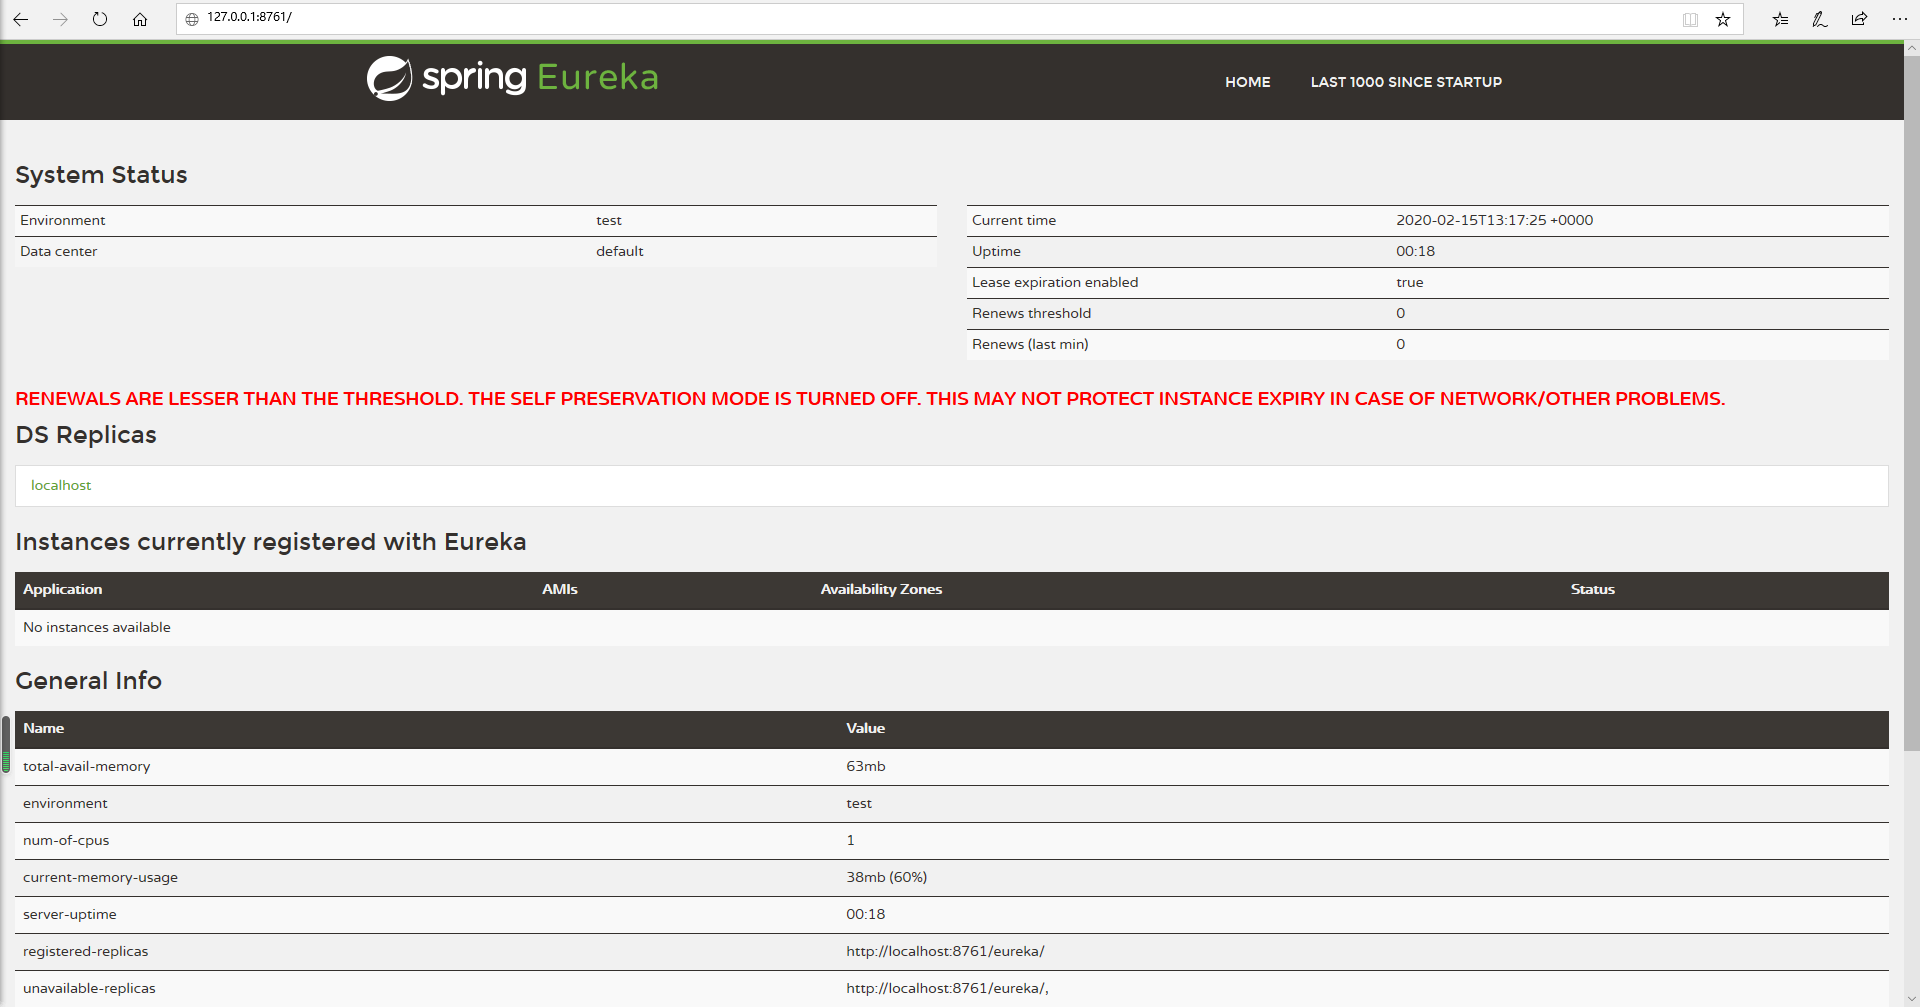 127.0.0.1:8761/
spring Eureka
HOME LAST 1000 SINCE STARTUP
System Status
Environment test
Data center default
Current time 2020-02-15T13:17:25 +0000
Uptime 00:18
Lease expiration enabled true
Renews threshold 0
Renews (last min) 0
RENEWALS ARE LESSER THAN THE THRESHOLD. THE SELF PRESERVATION MODE IS TURNED OFF. THIS MAY NOT PROTECT INSTANCE EXPIRY IN CASE OF NETWORK/OTHER PROBLEMS.
DS Replicas
localhost
Instances currently registered with Eureka
Application AMIs Availability Zones Status
No instances available
General Info
Name Value
total-avail-memory 63mb
environment test
num-of-cpus 1
current-memory-usage 38mb (60%)
server-uptime 00:18
registered-replicas http://localhost:8761/eureka/
unavailable-replicas http://localhost:8761/eureka/,